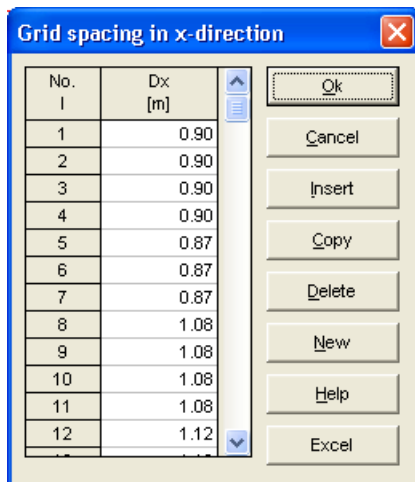 Grid spacing in x-direction
No. Dx
I [m]
1 0.90
2 0.90
3 0.90
4 0.90
5 0.87
6 0.87
7 0.87
8 1.08
9 1.08
10 1.08
11 1.08
12 1.12
Ok
Cancel
Insert
Copy
Delete
New
Help
Excel